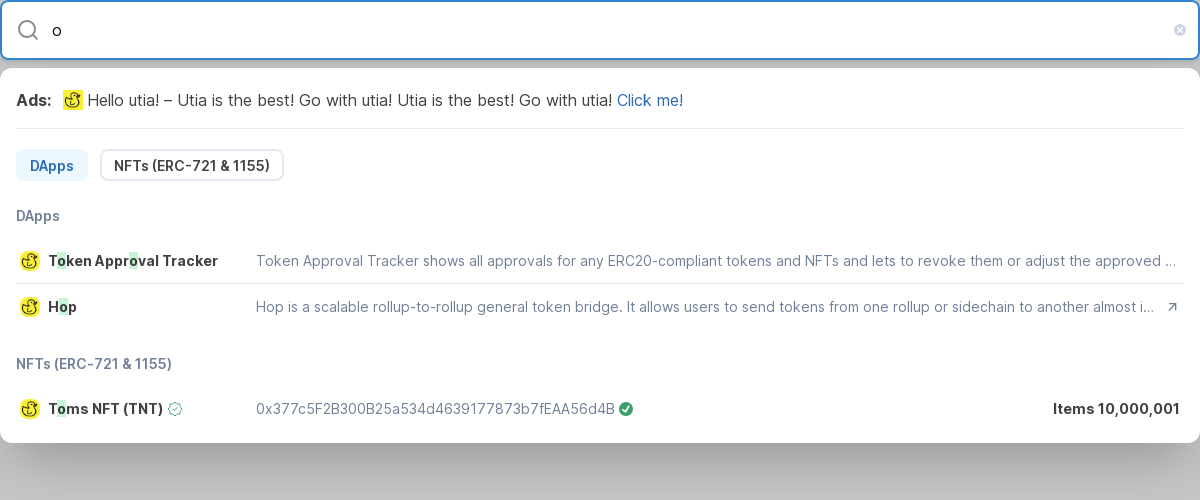 o
Ads: Hello utia! – Utia is the best! Go with utia! Utia is the best! Go with utia! Click me!
DApps NFTs (ERC-721 & 1155)
DApps
Token Approval Tracker Token Approval Tracker shows all approvals for any ERC20-compliant tokens and NFTs and lets to revoke them or adjust the approved ...
Hop Hop is a scalable rollup-to-rollup general token bridge. It allows users to send tokens from one rollup or sidechain to another almost i...
NFTs (ERC-721 & 1155)
Toms NFT (TNT) 0x377c5F2B300B25a534d4639177873b7fEAA56d4B Items 10,000,001